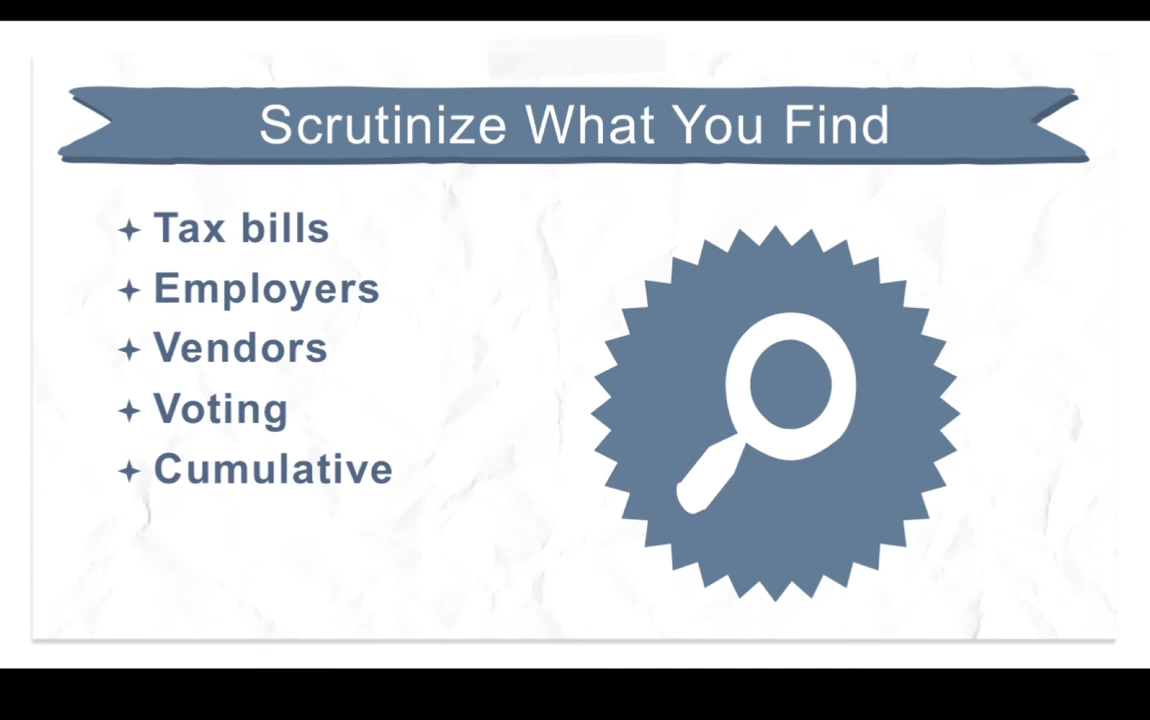 Scrutinize What You Find
Tax bills
Employers
Vendors
Voting
Cumulative